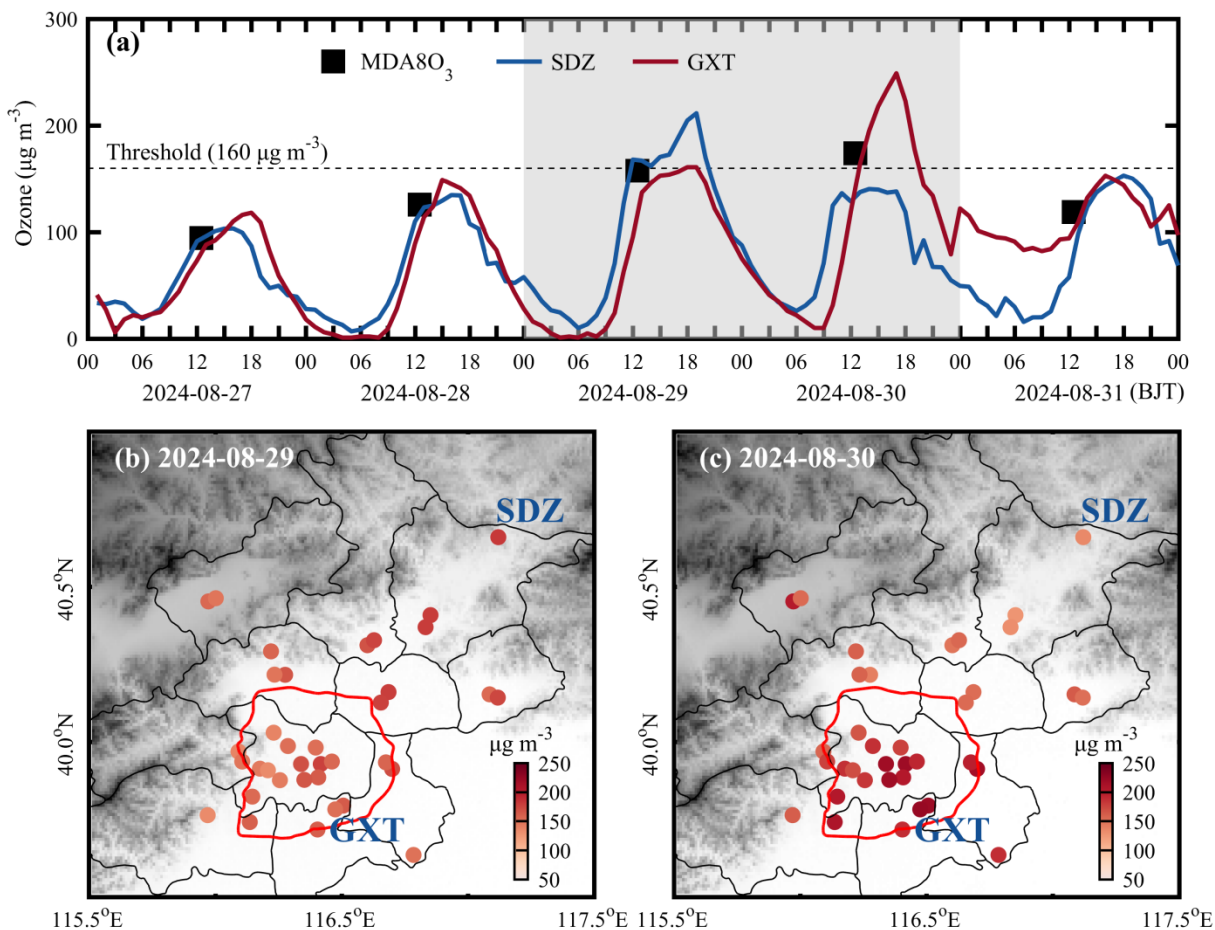 (a)
MDA8O₃ SDZ GXT
Threshold (160 μg m⁻³)
Ozone (μg m⁻³)
300
200
100
0
00 06 12 18 00 06 12 18 00 06 12 18 00 06 12 18 00 06 12 18 00
2024-08-27 2024-08-28 2024-08-29 2024-08-30 2024-08-31 (BJT)
(b) 2024-08-29
SDZ
GXT
40.5°N
40.0°N
μg m⁻³
250
200
150
100
50
115.5°E 116.5°E 117.5°E
(c) 2024-08-30
SDZ
GXT
40.5°N
40.0°N
μg m⁻³
250
200
150
100
50
115.5°E 116.5°E 117.5°E